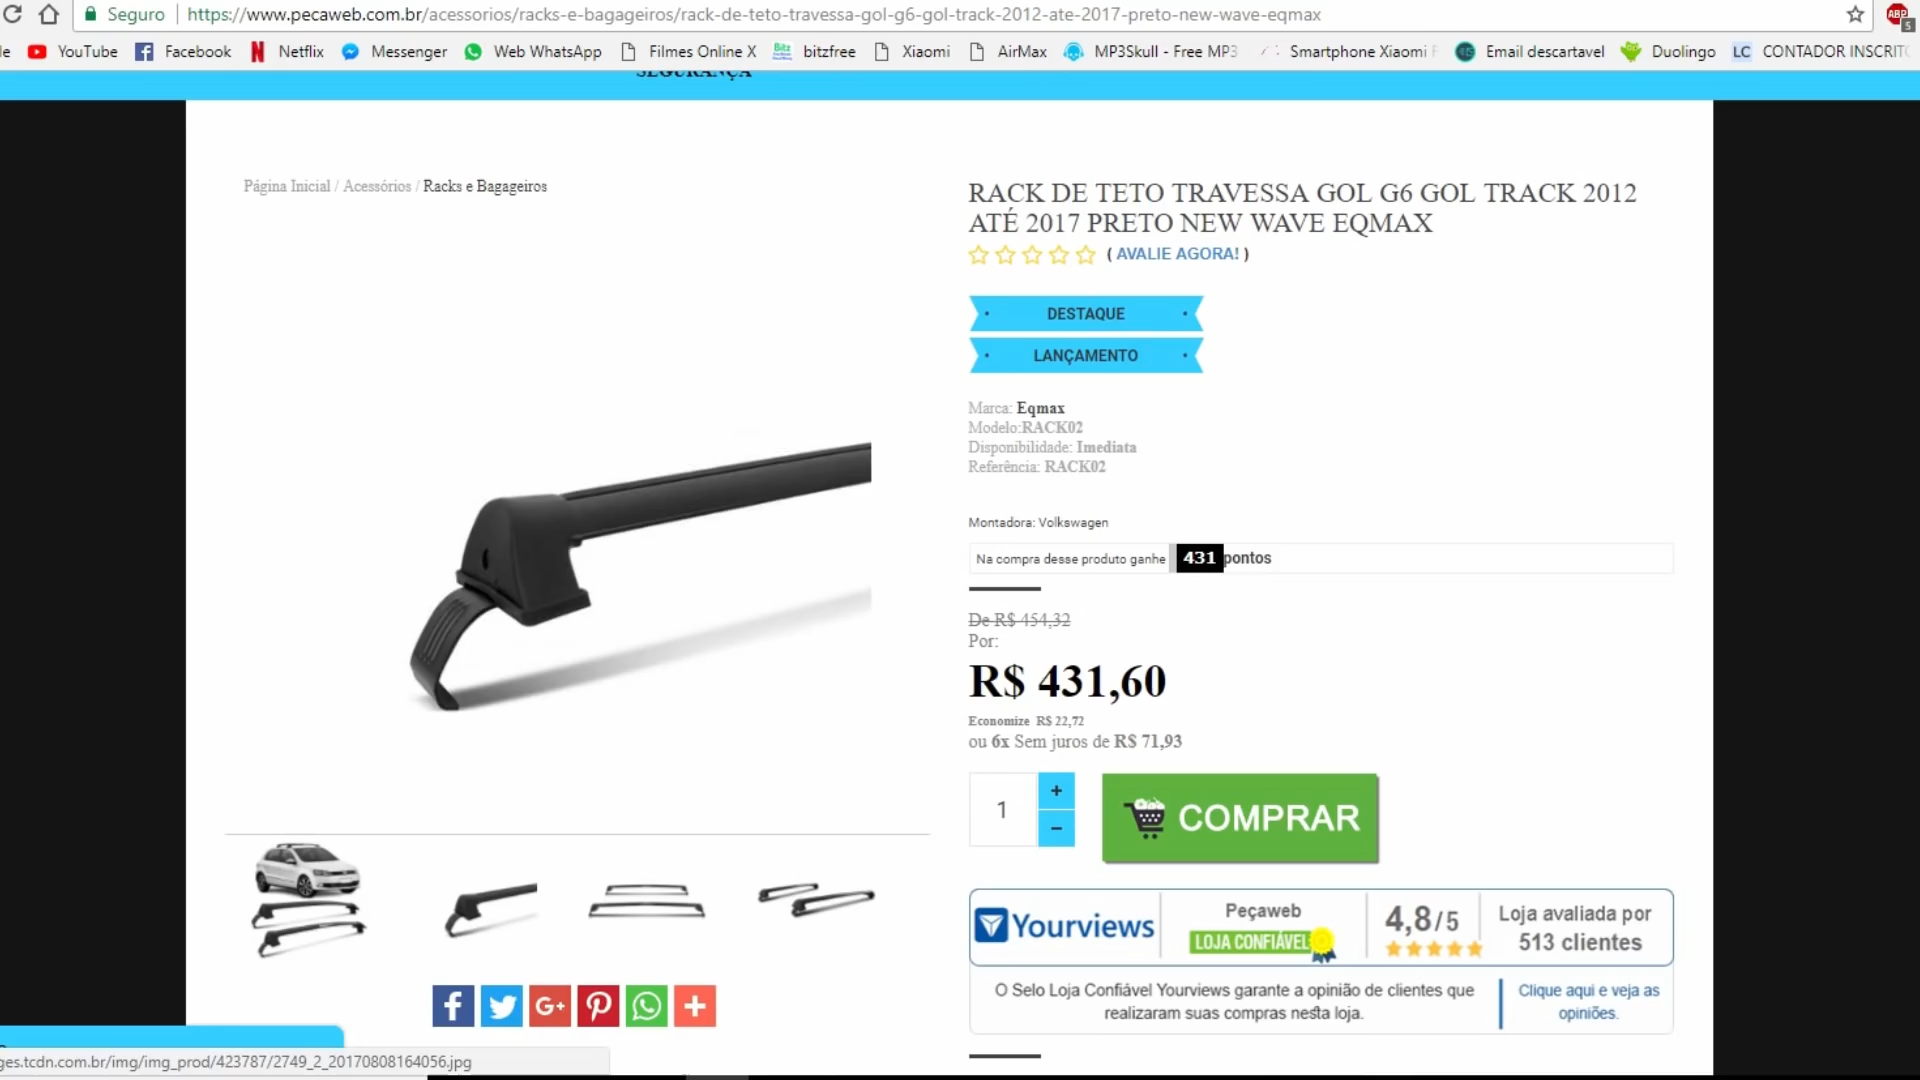 Seguro
https://www.pecaweb.com.br/acessorios/racks-e-bagageiros/rack-de-teto-travessa-gol-g6-gol-track-2012-ate-2017-preto-new-wave-eqmax
ABP
5
le YouTube Facebook Netflix Messenger Web WhatsApp Filmes Online X bitzfree Xiaomi AirMax MP3Skull - Free MP3 Smartphone Xiaomi Email descartavel Duolingo LC CONTADOR INSCRIT
SEGURANÇA
Página Inicial / Acessórios / Racks e Bagageiros
RACK DE TETO TRAVESSA GOL G6 GOL TRACK 2012
ATÉ 2017 PRETO NEW WAVE EQMAX
( AVALIE AGORA! )
DESTAQUE
LANÇAMENTO
Marca: Eqmax
Modelo:RACK02
Disponibilidade: Imediata
Referência: RACK02
Montadora: Volkswagen
Na compra desse produto ganhe 431 pontos
De R$ 454,32
Por:
R$ 431,60
Economize R$ 22,72
ou 6x Sem juros de R$ 71,93
1
+
-
COMPRAR
Yourviews
Peçaweb
LOJA CONFIÁVEL
4,8/5
Loja avaliada por
513 clientes
O Selo Loja Confiável Yourviews garante a opinião de clientes que
realizaram suas compras nesta loja.
Clique aqui e veja as
opiniões.
ges.tcdn.com.br/img/img_prod/423787/2749_2_20170808164056.jpg